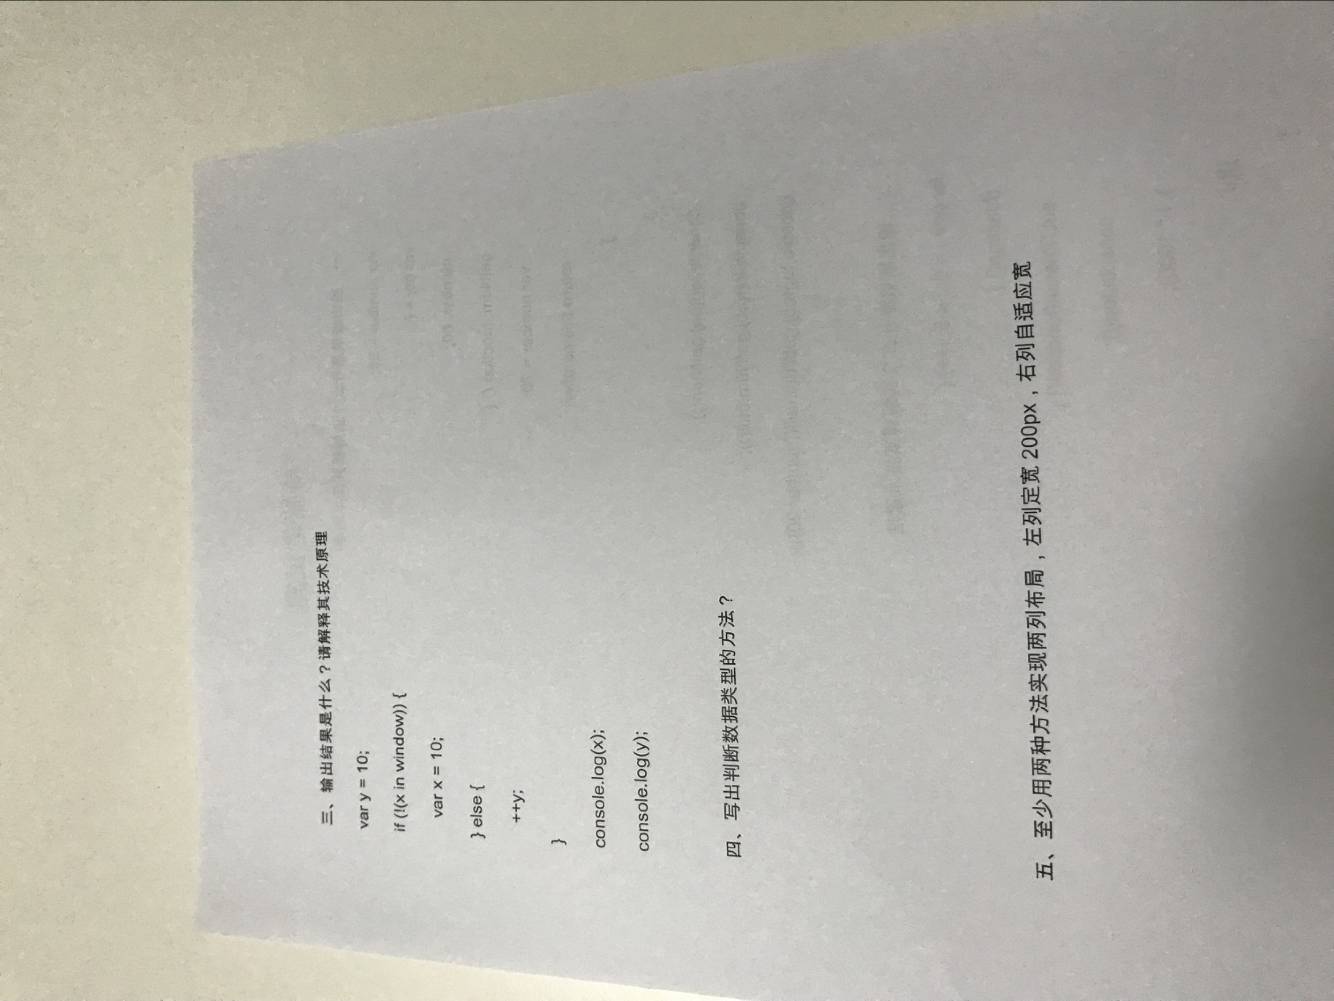 三、输出结果是什么？请解释其技术原理
var y = 10;
if (!(x in window)) {
var x = 10;
} else {
++y;
}
console.log(x);
console.log(y);
四、写出判断数据类型的方法？
五、至少用两种方法实现两列布局，左列定宽 200px，右列自适应宽